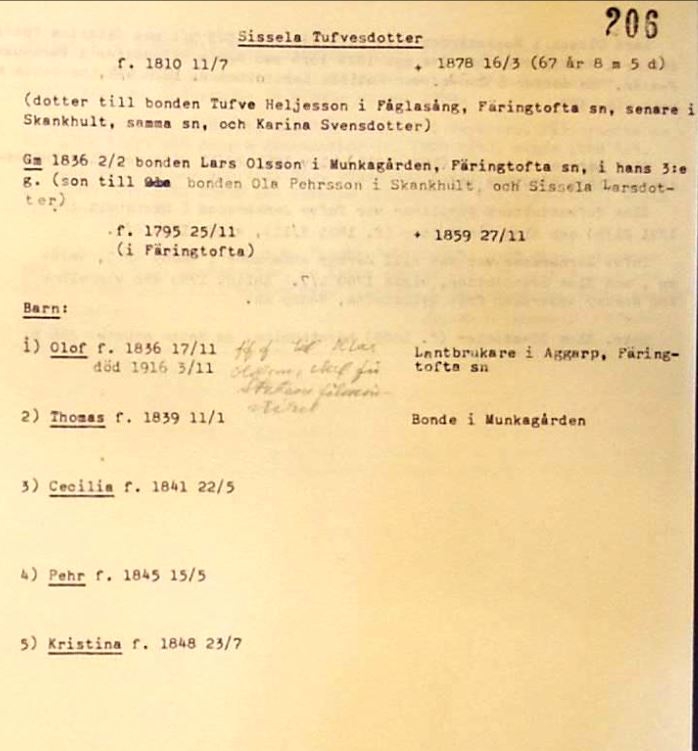 206
Sissela Tufvesdotter
f. 1810 11/7 + 1878 16/3 (67 år 8 m 5 d)
(dotter till bonden Tufve Heljesson i Fåglasång, Färingtofta sn, senare i
Skankhult, samma sn, och Karina Svensdotter)
Gm 1836 2/2 bonden Lars Olsson i Munkagården, Färingtofta sn, i hans 3:e
g. (son till bonden Ola Pehrsson i Skankhult, och Sissela Larsdot-
ter)
f. 1795 25/11 + 1859 27/11
(i Färingtofta)
Barn:
1) Olof f. 1836 17/11 Lantbrukare i Aggarp, Färing-
död 1916 3/11 tofta sn
2) Thomas f. 1839 11/1 Bonde i Munkagården
3) Cecilia f. 1841 22/5
4) Pehr f. 1845 15/5
5) Kristina f. 1848 23/7